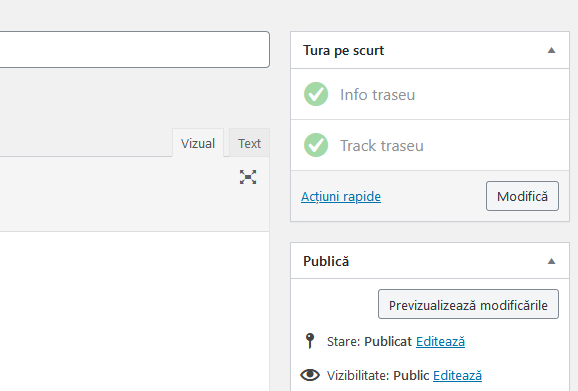 Tura pe scurt
Info traseu
Vizual Text
Track traseu
Acțiuni rapide Modifică
Publică
Previzualizează modificările
Stare: Publicat Editează
Vizibilitate: Public Editează